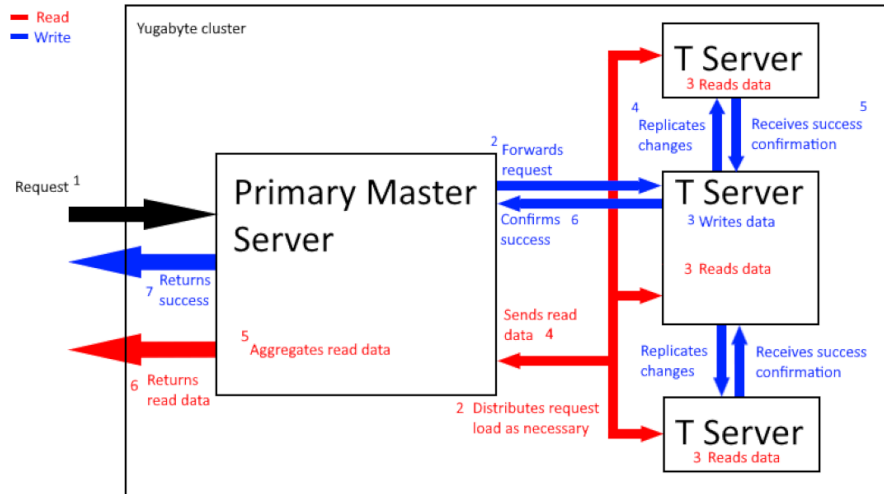 Read
Write
Yugabyte cluster
Request 1
Primary Master
Server
7 Returns
success
5 Aggregates read data
6 Returns
read data
2 Forwards
request
Confirms 6
success
Sends read
data 4
2 Distributes request
load as necessary
T Server
3 Reads data
4 Replicates
changes
5
Receives success
confirmation
T Server
3 Writes data
3 Reads data
Replicates
changes
Receives success
confirmation
T Server
3 Reads data